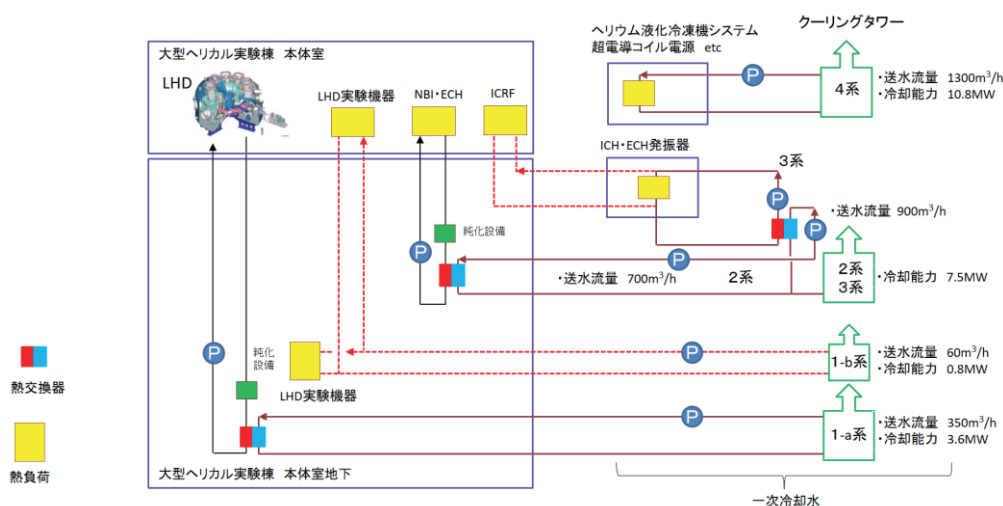 クーリングタワー
ヘリウム液化冷凍機システム
超電導コイル電源 etc
大型ヘリカル実験棟 本体室
LHD
LHD実験機器
NBI・ECH
ICRF
P
4系
・送水流量 1300m³/h
・冷却能力 10.8MW
ICH・ECH発振器
3系
P
P
・送水流量 900m³/h
純化設備
P
P
・送水流量 700m³/h
2系
2系
3系
・冷却能力 7.5MW
P
純化
設備
LHD実験機器
P
1-b系
・送水流量 60m³/h
・冷却能力 0.8MW
熱交換器
P
1-a系
・送水流量 350m³/h
・冷却能力 3.6MW
熱負荷
大型ヘリカル実験棟 本体室地下
一次冷却水